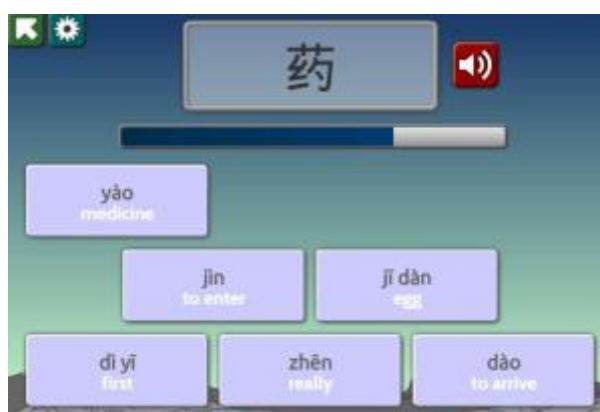 药
yào
medicine
jìn
to enter
jī dàn
egg
dì yī
first
zhēn
really
dào
to arrive